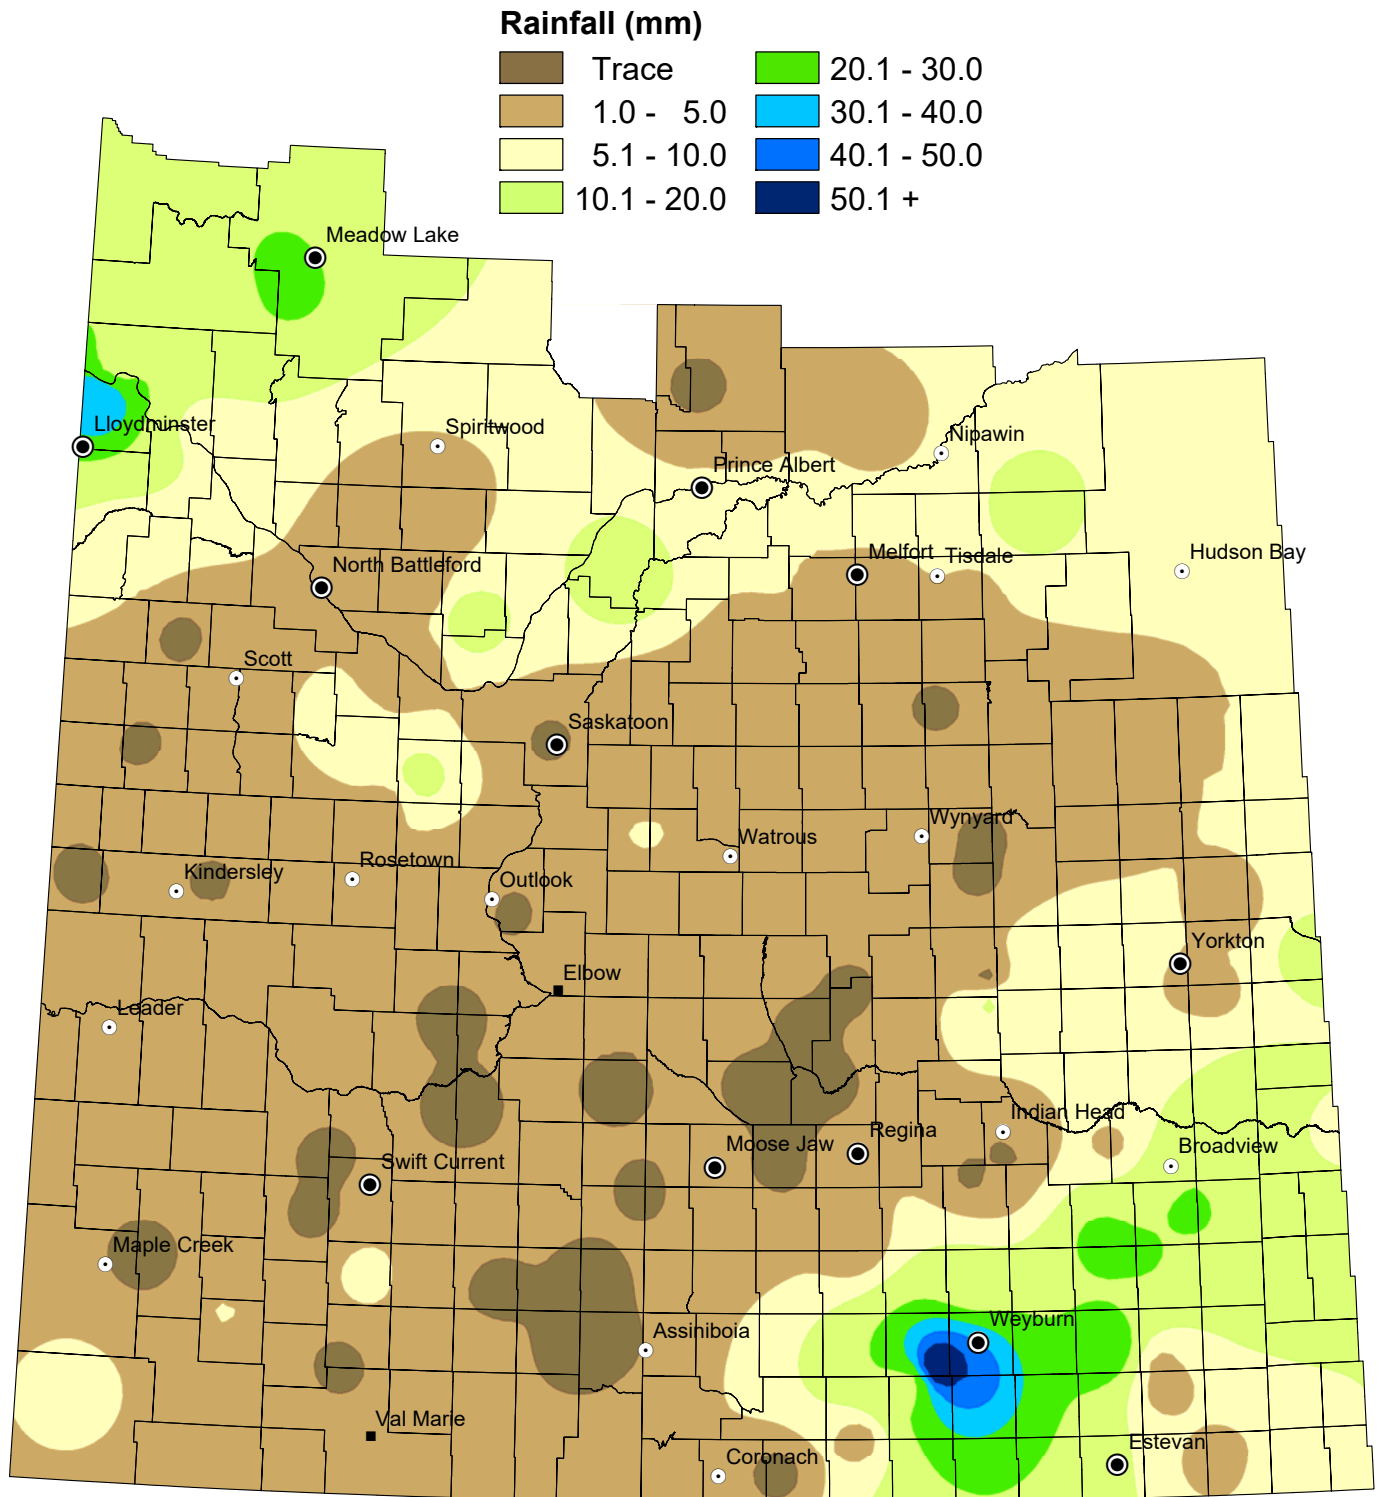 Rainfall (mm)
Trace
20.1 - 30.0
1.0 - 5.0
30.1 - 40.0
5.1 - 10.0
40.1 - 50.0
10.1 - 20.0
50.1 +
Meadow Lake
Lloydminster
Spiritwood
Nipawin
Prince Albert
North Battleford
Melfort
Tisdale
Hudson Bay
Scott
Saskatoon
Watrous
Wynyard
Kindersley
Rosetown
Outlook
Yorkton
Elbow
Leader
Indian Head
Regina
Moose Jaw
Broadview
Swift Current
Maple Creek
Weyburn
Assiniboia
Val Marie
Coronach
Estevan